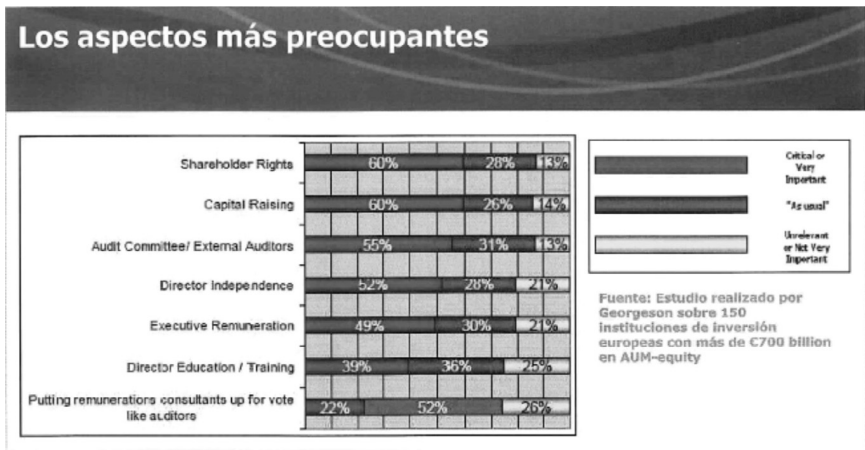 Los aspectos más preocupantes
Shareholder Rights 60% 28% 13%
Capital Raising 60% 26% 14%
Audit Committee/ External Auditors 55% 31% 13%
Director Independence 52% 28% 21%
Executive Remuneration 49% 30% 21%
Director Education / Training 39% 36% 25%
Putting remunerations consultants up for vote
like auditors 22% 52% 26%
Critical or
Very
Important
"As usual"
Unrelevant
or Not Very
Important
Fuente: Estudio realizado por
Georgeson sobre 150
instituciones de inversión
europeas con más de €700 billion
en AUM-equity